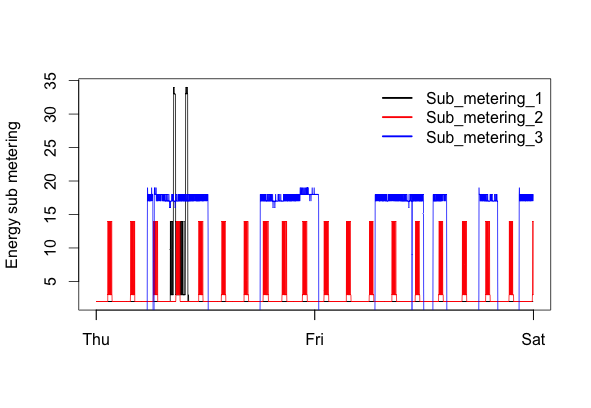 Energy sub metering
35
30
25
20
15
10
5
Sub_metering_1
Sub_metering_2
Sub_metering_3
Thu Fri Sat